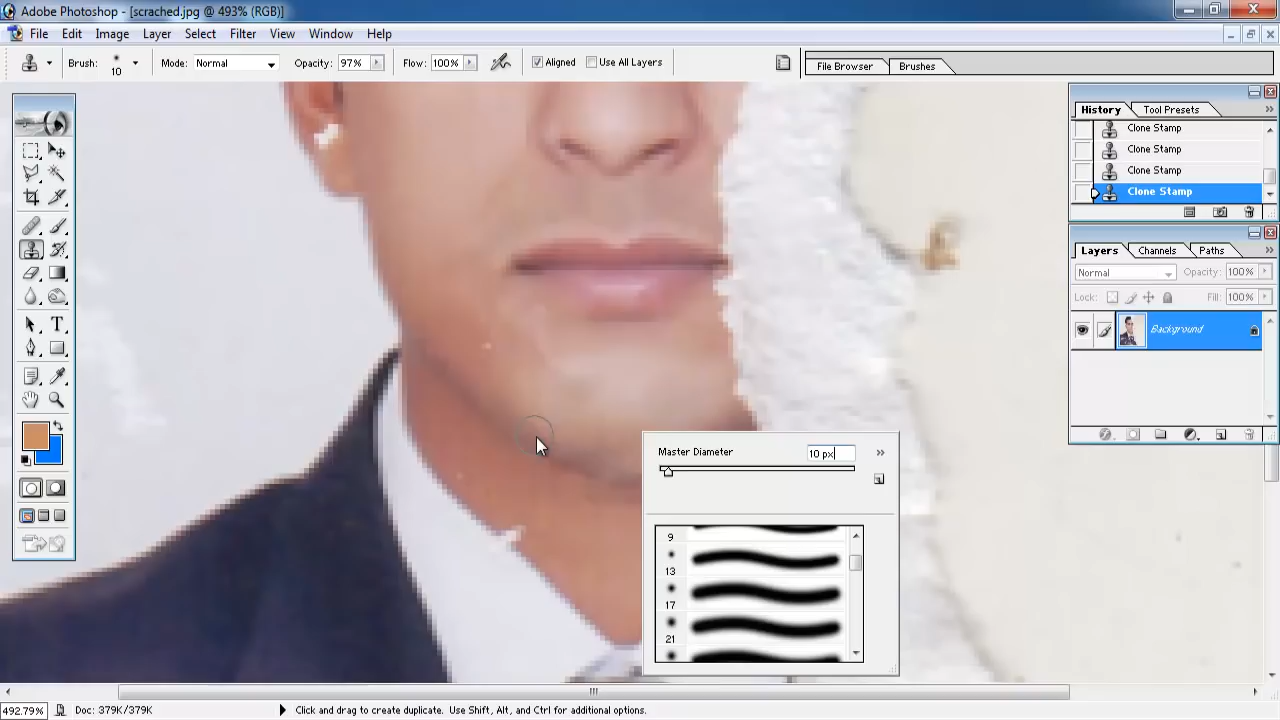 Adobe Photoshop - [scrached.jpg @ 493% (RGB)]
File Edit Image Layer Select Filter View Window Help
Brush: 10 Mode: Normal Opacity: 97% Flow: 100% Aligned Use All Layers File Browser Brushes
History Tool Presets
Clone Stamp
Clone Stamp
Clone Stamp
Clone Stamp
Layers Channels Paths
Normal Opacity: 100%
Lock: Fill: 100%
Background
Master Diameter 10 px
9
13
17
21
492.79% Doc: 379K/379K Click and drag to create duplicate. Use Shift, Alt, and Ctrl for additional options.